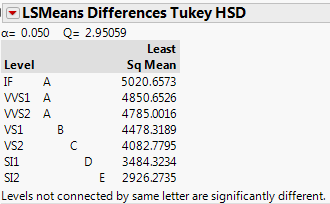 LSMeans Differences Tukey HSD
α= 0.050 Q= 2.95059
Least
Level Sq Mean
IF A 5020.6573
VVS1 A 4850.6526
VVS2 A 4785.0016
VS1 B 4478.3189
VS2 C 4082.7795
SI1 D 3484.3234
SI2 E 2926.2735
Levels not connected by same letter are significantly different.